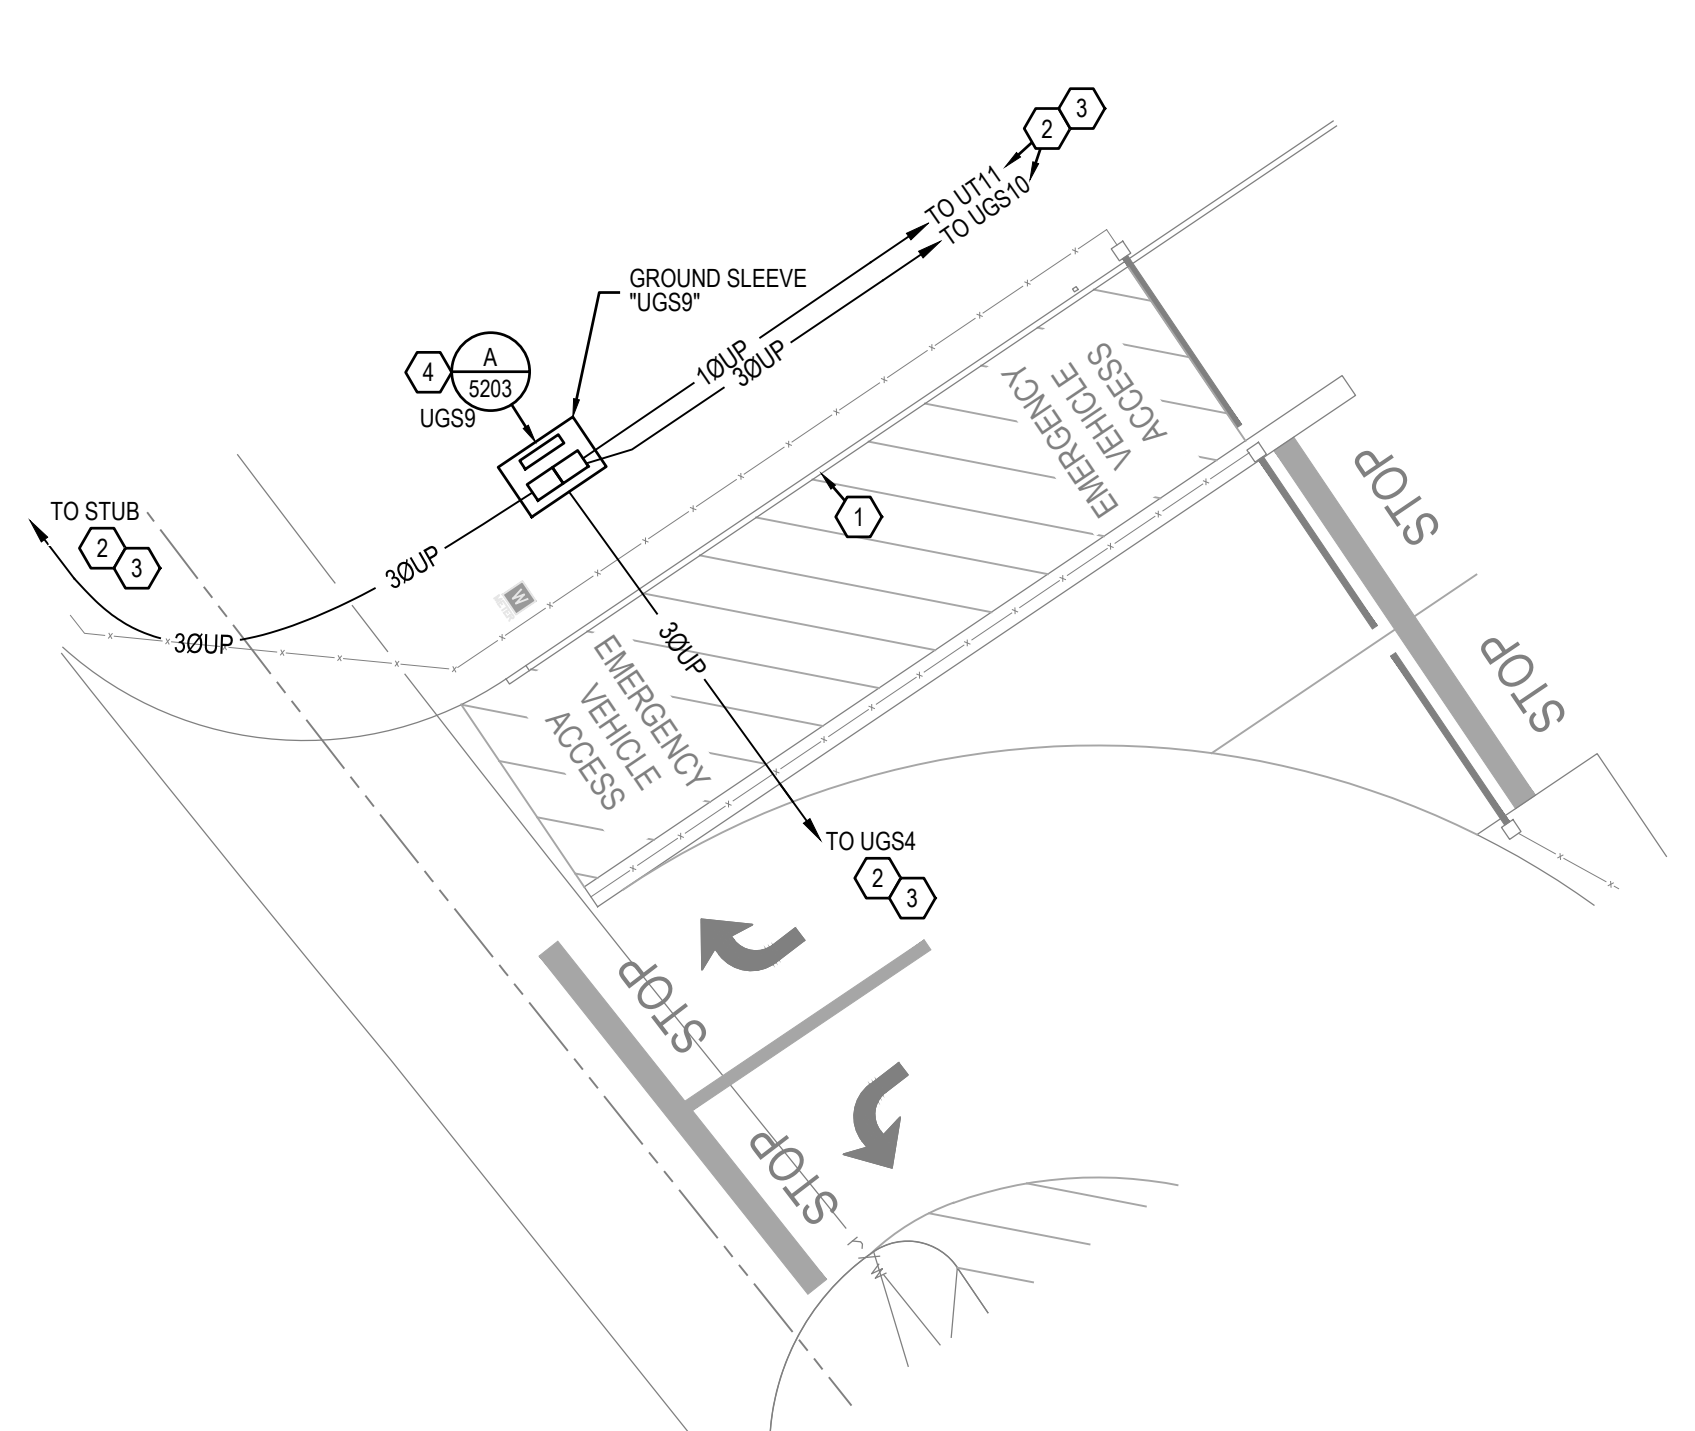 3
2
TO UT11
TO UGS10
GROUND SLEEVE
"UGS9"
A
5203
4
UGS9
1ØUP
3ØUP
EMERGENCY
VEHICLE
ACCESS
STOP
1
TO STUB
2
3
3ØUP
3ØUP
W
METER
3ØUP
EMERGENCY
VEHICLE
ACCESS
STOP
TO UGS4
2
3
STOP
STOP
r/w